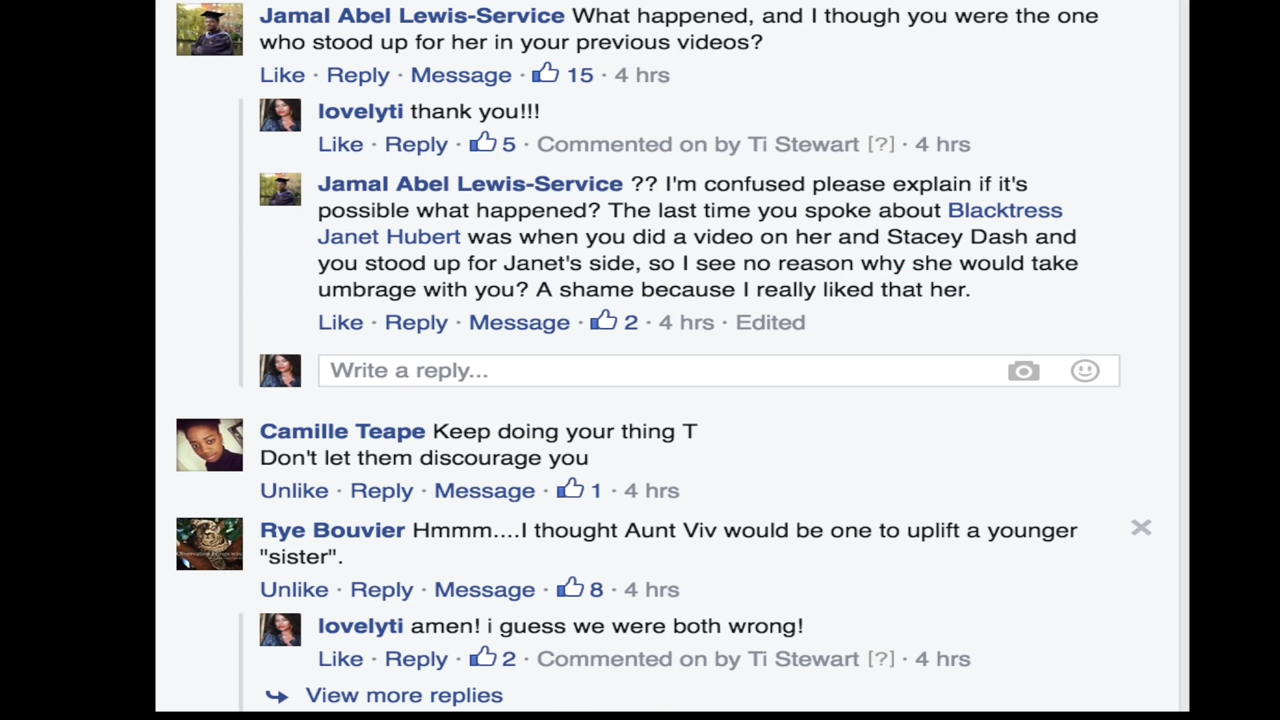 Jamal Abel Lewis-Service What happened, and I though you were the one
who stood up for her in your previous videos?
Like · Reply · Message · 15 · 4 hrs
lovelyti thank you!!!
Like · Reply · 5 · Commented on by Ti Stewart [?] · 4 hrs
Jamal Abel Lewis-Service ?? I'm confused please explain if it's
possible what happened? The last time you spoke about Blacktress
Janet Hubert was when you did a video on her and Stacey Dash and
you stood up for Janet's side, so I see no reason why she would take
umbrage with you? A shame because I really liked that her.
Like · Reply · Message · 2 · 4 hrs · Edited
Write a reply...
Camille Teape Keep doing your thing T
Don't let them discourage you
Unlike · Reply · Message · 1 · 4 hrs
Rye Bouvier Hmmm....I thought Aunt Viv would be one to uplift a younger
"sister".
Unlike · Reply · Message · 8 · 4 hrs
lovelyti amen! i guess we were both wrong!
Like · Reply · 2 · Commented on by Ti Stewart [?] · 4 hrs
View more replies